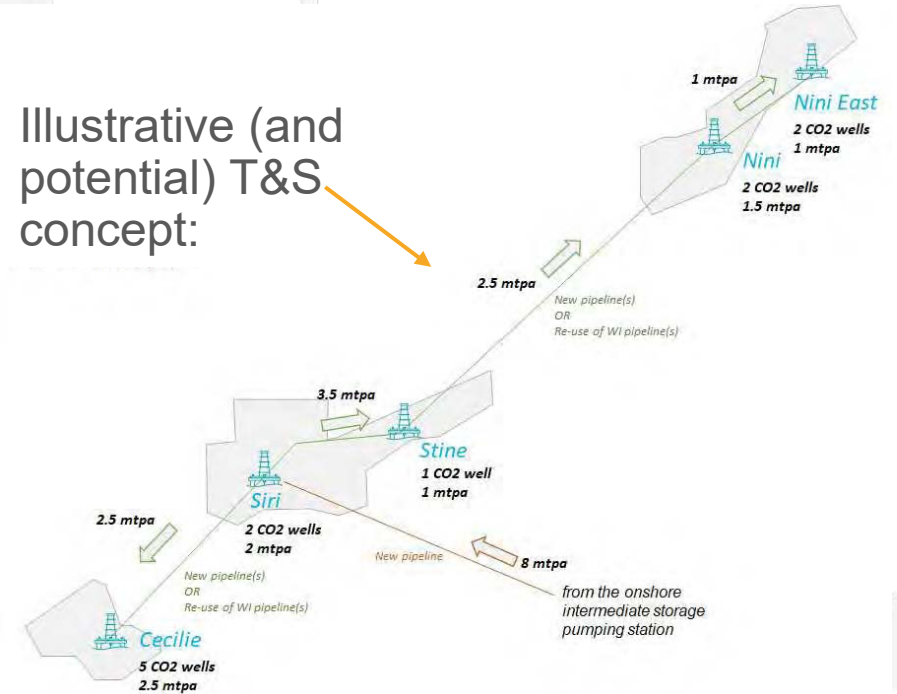 Illustrative (and
potential) T&S
concept:
1 mtpa
Nini East
2 CO2 wells
1 mtpa
Nini
2 CO2 wells
1.5 mtpa
2.5 mtpa
New pipeline(s)
OR
Re-use of WI pipeline(s)
3.5 mtpa
Stine
1 CO2 well
1 mtpa
Siri
2 CO2 wells
2 mtpa
2.5 mtpa
New pipeline(s)
OR
Re-use of WI pipeline(s)
New pipeline
8 mtpa
from the onshore
intermediate storage
pumping station
Cecilie
5 CO2 wells
2.5 mtpa